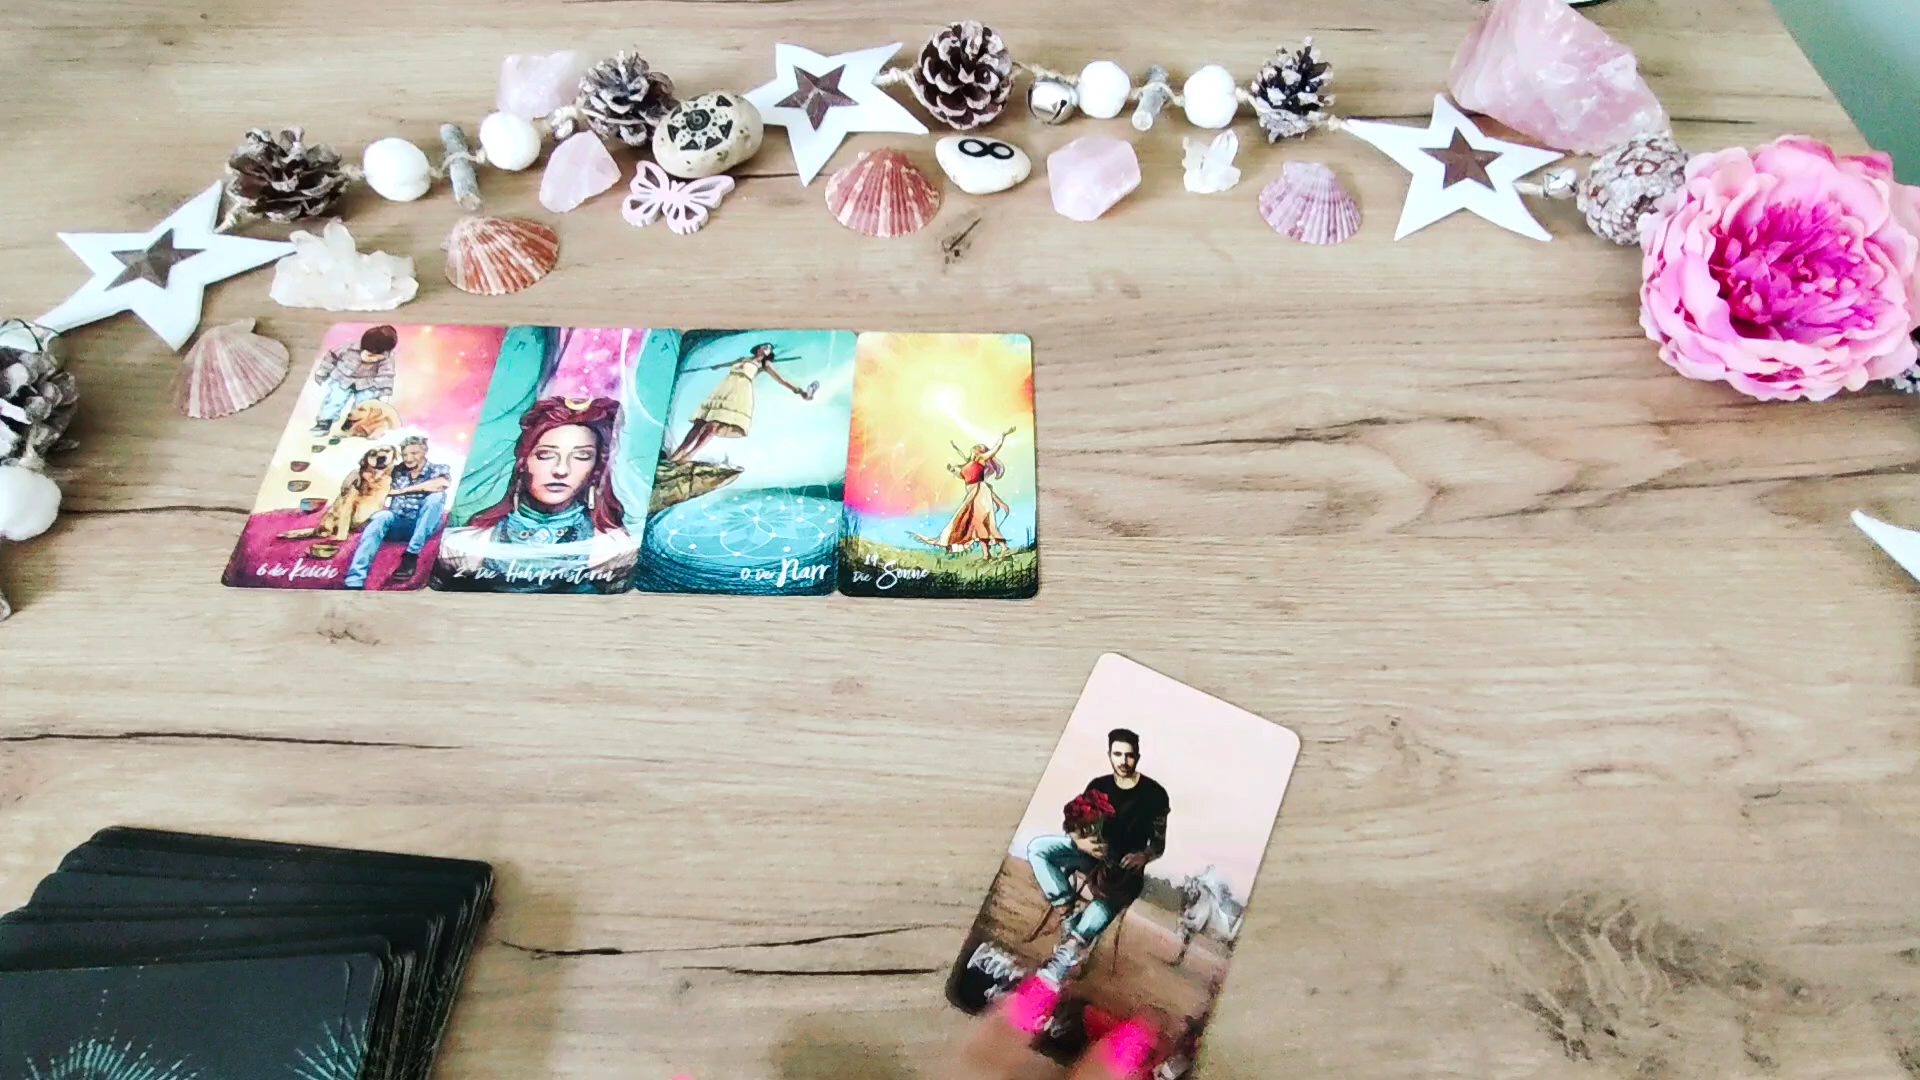 6 der Kelche
2 Die Hohepriesterin
0 Der Narr
19
Die Sonne